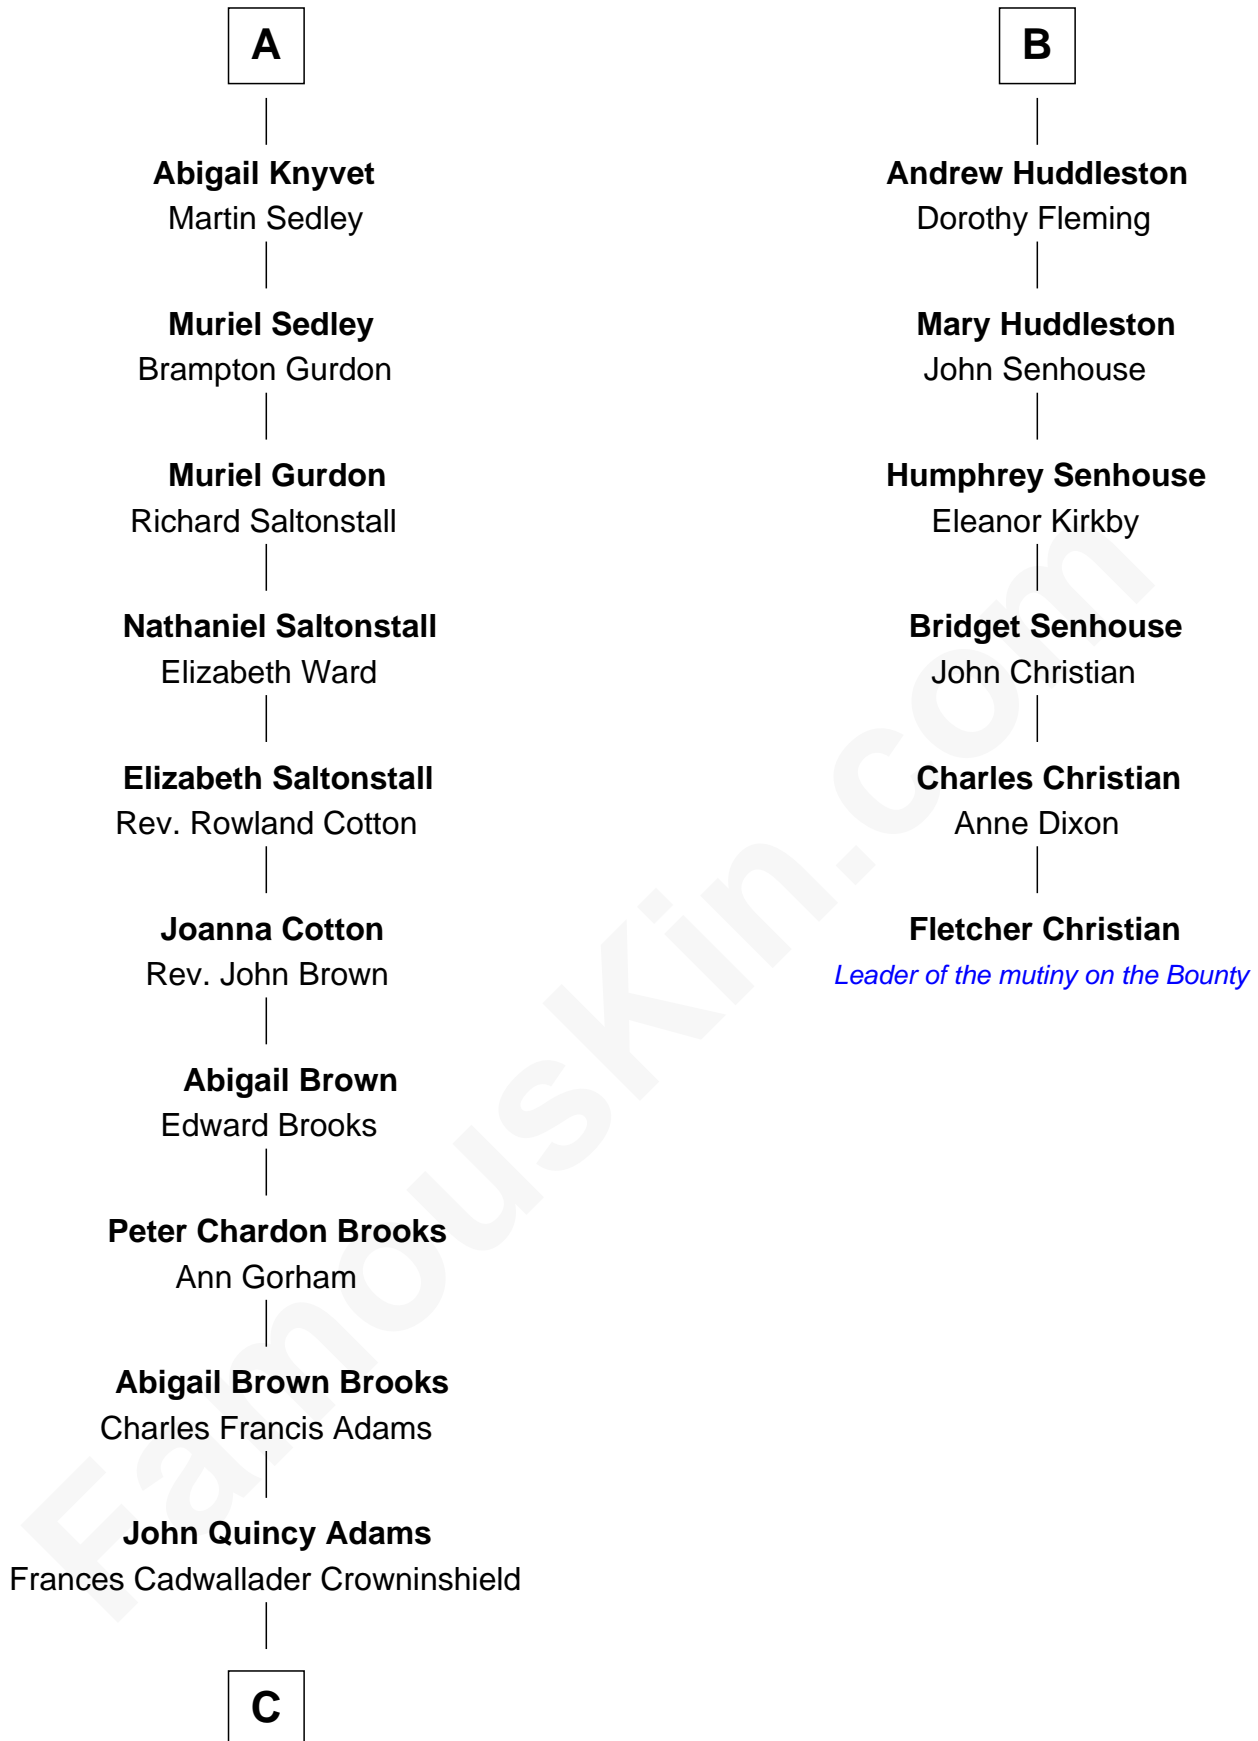 A
Abigail Knyvet
Martin Sedley
Muriel Sedley
Brampton Gurdon
Muriel Gurdon
Richard Saltonstall
Nathaniel Saltonstall
Elizabeth Ward
Elizabeth Saltonstall
Rev. Rowland Cotton
Joanna Cotton
Rev. John Brown
Abigail Brown
Edward Brooks
Peter Chardon Brooks
Ann Gorham
Abigail Brown Brooks
Charles Francis Adams
John Quincy Adams
Frances Cadwallader Crowninshield
C
B
Andrew Huddleston
Dorothy Fleming
Mary Huddleston
John Senhouse
Humphrey Senhouse
Eleanor Kirkby
Bridget Senhouse
John Christian
Charles Christian
Anne Dixon
Fletcher Christian
Leader of the mutiny on the Bounty
FamousKin.com